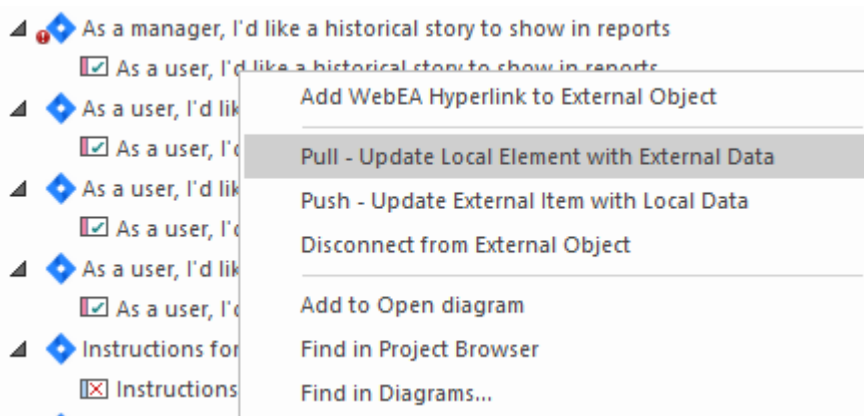 As a manager, I'd like a historical story to show in reports
As a user, I'd like a historical story to show in reports
As a user, I'd lik
As a user, I'd
As a user, I'd lik
As a user, I'd
As a user, I'd lik
As a user, I'd
Instructions for
Instructions
Add WebEA Hyperlink to External Object
Pull - Update Local Element with External Data
Push - Update External Item with Local Data
Disconnect from External Object
Add to Open diagram
Find in Project Browser
Find in Diagrams...